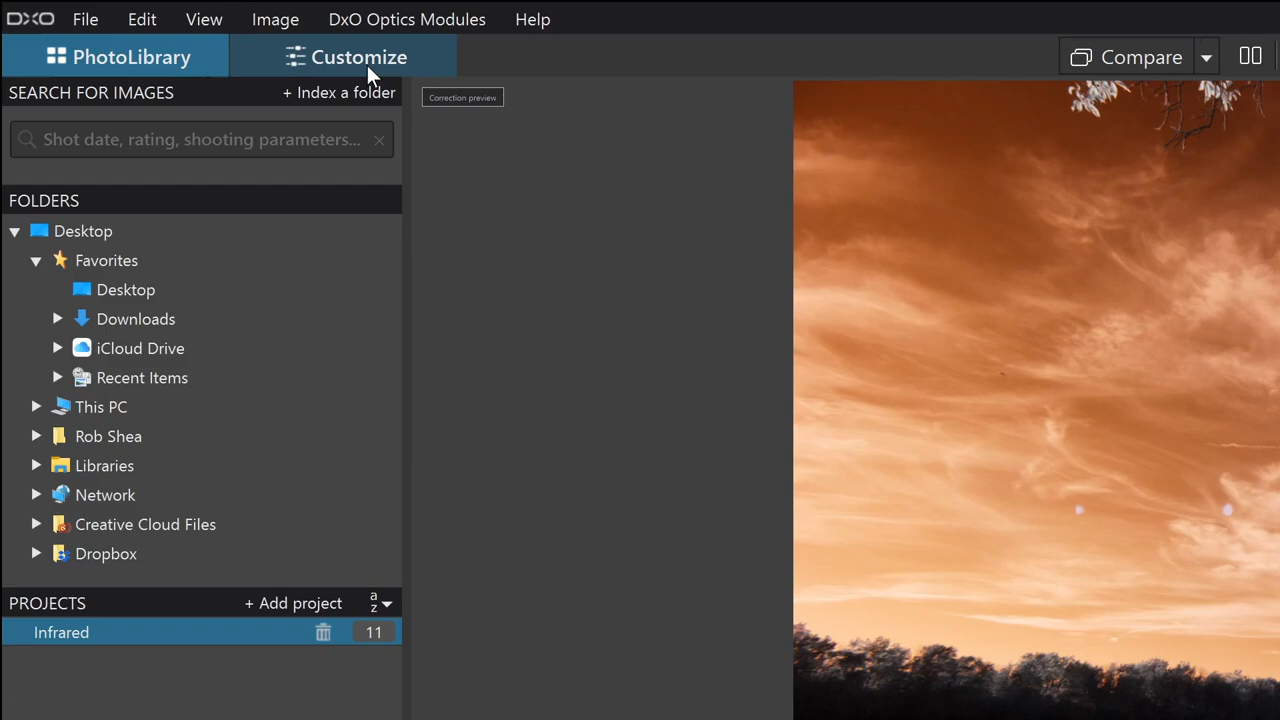 DXO File Edit View Image DxO Optics Modules Help
PhotoLibrary Customize Compare
SEARCH FOR IMAGES + Index a folder
Correction preview
Shot date, rating, shooting parameters...
FOLDERS
Desktop
Favorites
Desktop
Downloads
iCloud Drive
Recent Items
This PC
Rob Shea
Libraries
Network
Creative Cloud Files
Dropbox
PROJECTS + Add project a z
Infrared 11